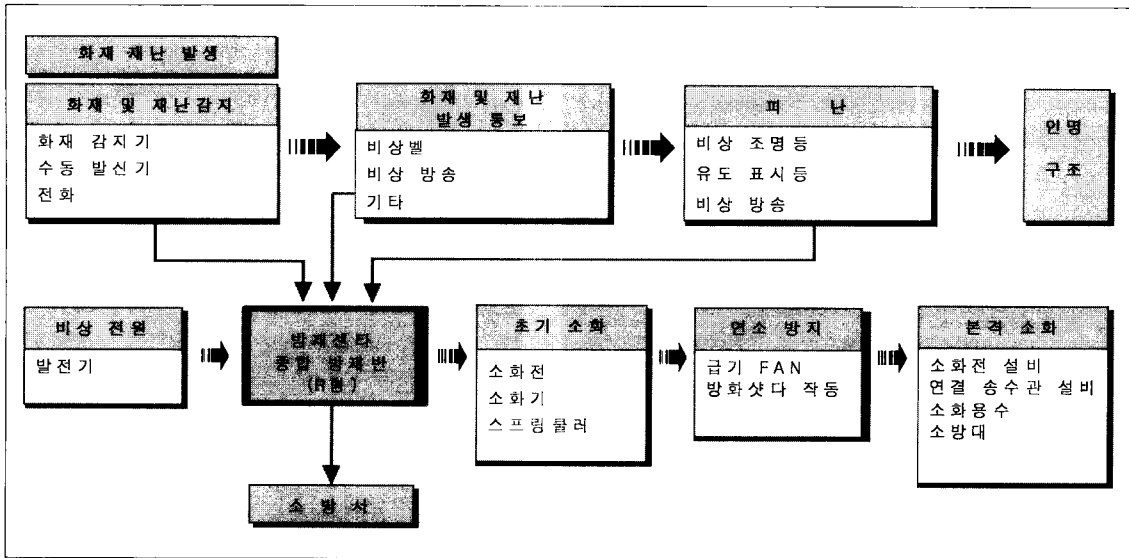 화재 재난 발생
화재 및 재난감지
화재 감지기
수동 발신기
전화
화재 및 재난
발생 통보
비상벨
비상 방송
기타
피 난
비상 조명등
유도 표시등
비상 방송
인명
구조
비상 전원
발전기
방제센타
종합 방재반
(R형)
초기 소화
소화전
소화기
스프링쿨러
연소 방지
급기 FAN
방화샷다 작동
본격 소화
소화전 설비
연결 송수관 설비
소화용수
소방대
소 방 서